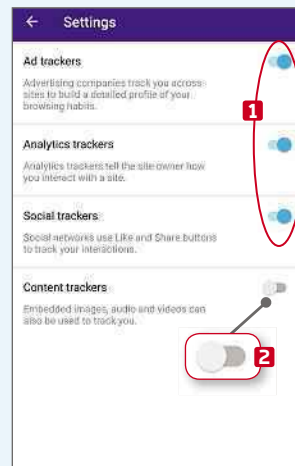 Settings
Ad trackers
Advertising companies track you across
sites to build a detailed profile of your
browsing habits.
1
Analytics trackers
Analytics trackers tell the site owner how
you interact with a site.
Social trackers
Social networks use Like and Share buttons
to track your interactions.
Content trackers
Embedded images, audio and videos can
also be used to track you.
2